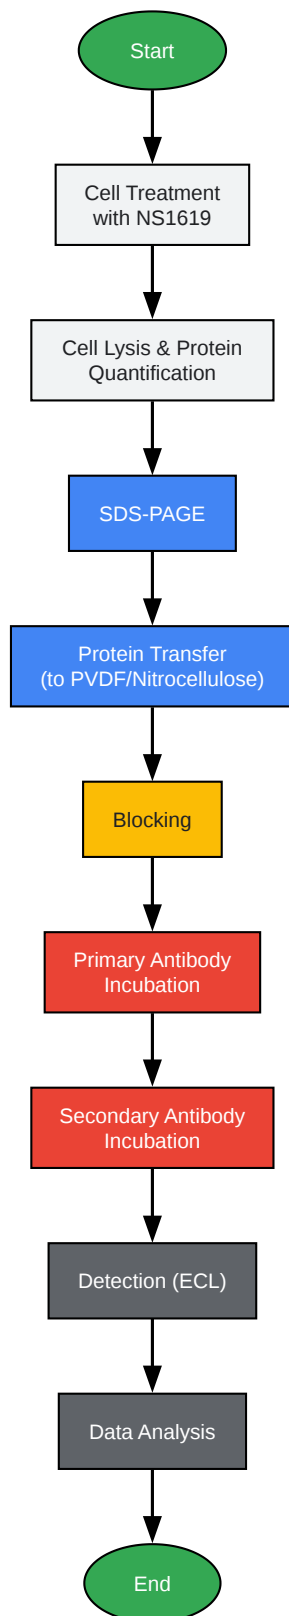 Start
Cell Treatment
with NS1619
Cell Lysis & Protein
Quantification
SDS-PAGE
Protein Transfer
(to PVDF/Nitrocellulose)
Blocking
Primary Antibody
Incubation
Secondary Antibody
Incubation
Detection (ECL)
Data Analysis
End